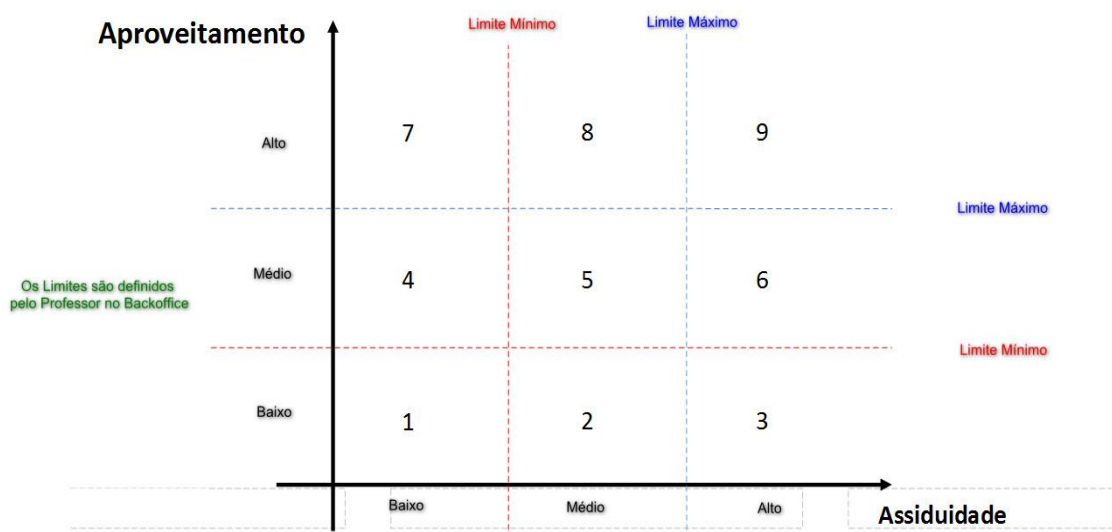 Limite Mínimo
Limite Máximo
Aproveitamento
Alto
7
8
9
Limite Máximo
Médio
4
5
6
Os Limites são definidos
pelo Professor no Backoffice
Limite Mínimo
Baixo
1
2
3
Baixo
Médio
Alto
Assiduidade